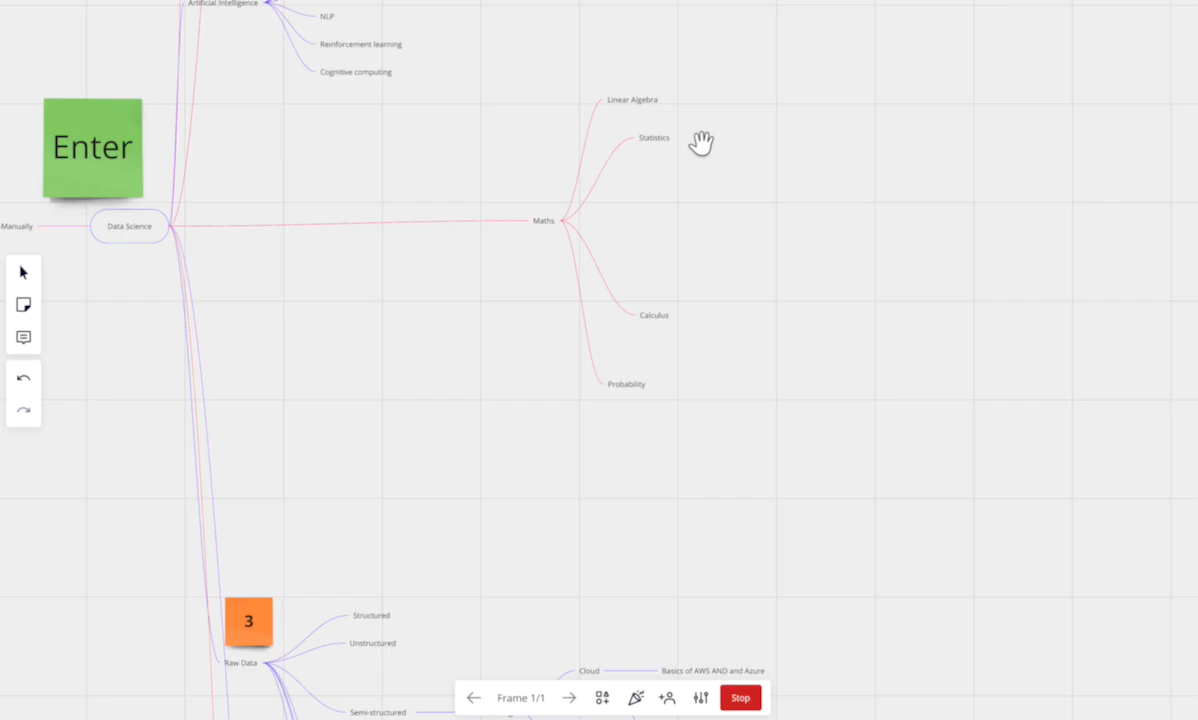 Artificial Intelligence
NLP
Reinforcement learning
Cognitive computing
Linear Algebra
Enter
Statistics
Manually
Data Science
Maths
Calculus
Probability
3
Structured
Unstructured
Raw Data
Cloud
Basics of AWS AND and Azure
Semi-structured
Frame 1/1
Stop